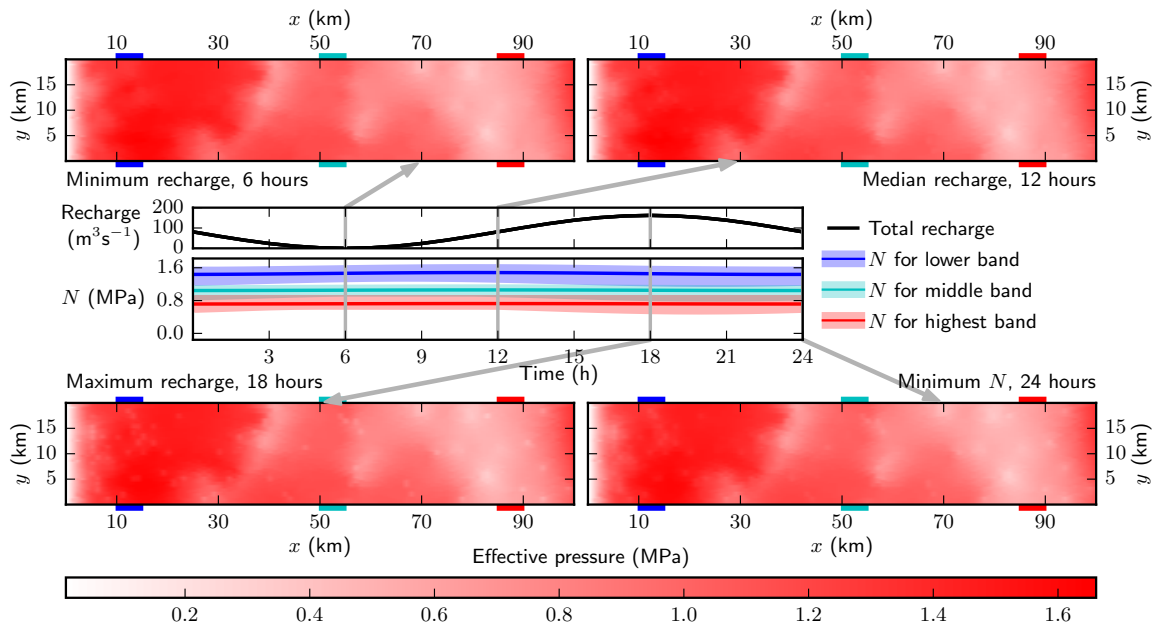 x (km) x (km)
10 30 50 70 90 10 30 50 70 90
y (km) 15 10 5 15 10 5 y (km)
Minimum recharge, 6 hours Median recharge, 12 hours
Recharge (m³s⁻¹) 200 100 0
Total recharge
N for lower band
N (MPa) 1.6 0.8 0.0
N for middle band
N for highest band
3 6 9 12 15 18 21 24
Time (h)
Maximum recharge, 18 hours Minimum N, 24 hours
y (km) 15 10 5 15 10 5 y (km)
10 30 50 70 90 10 30 50 70 90
x (km) x (km)
Effective pressure (MPa)
0.2 0.4 0.6 0.8 1.0 1.2 1.4 1.6